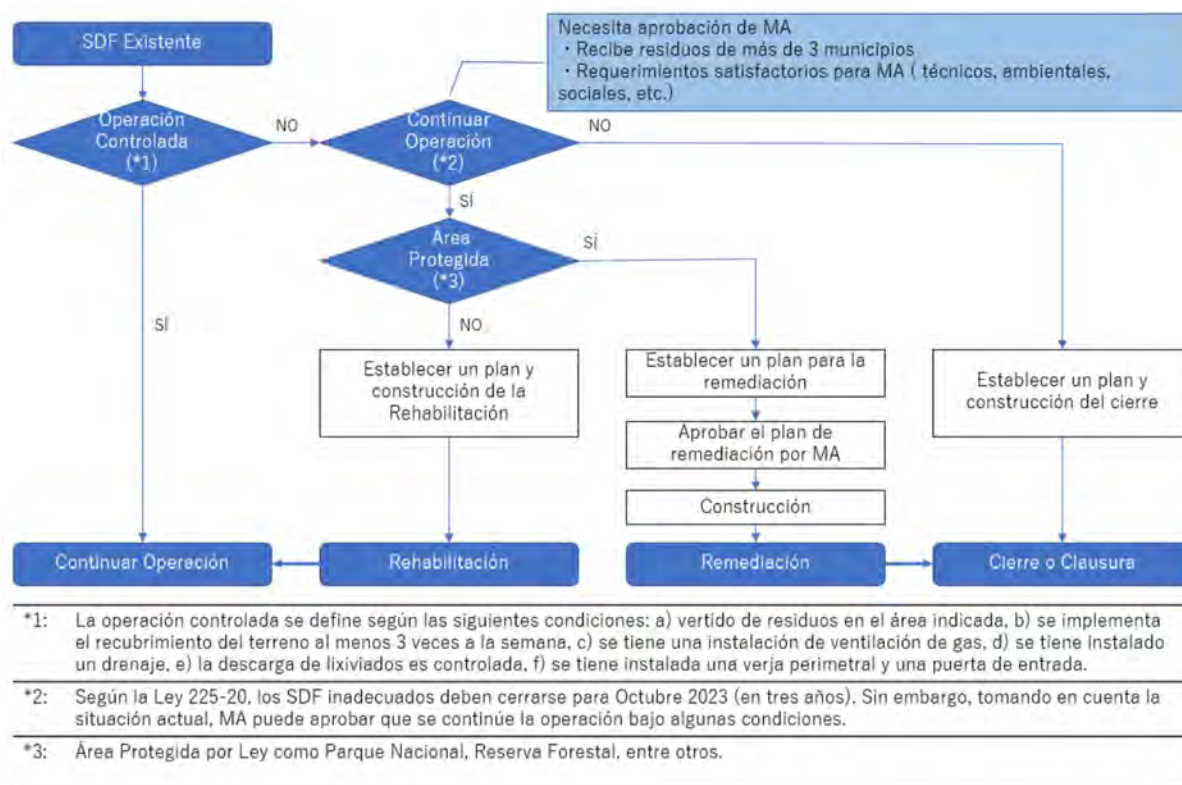 SDF Existente
Necesita aprobación de MA
・Recibe residuos de más de 3 municipios
・Requerimientos satisfactorios para MA ( técnicos, ambientales,
sociales, etc.)
Operación
Controlada
(*1)
NO
Continuar
Operación
(*2)
NO
SÍ
Área
Protegida
(*3)
SÍ
SÍ
NO
Establecer un plan y
construcción de la
Rehabilitación
Establecer un plan para la
remediación
Establecer un plan y
construcción del cierre
Aprobar el plan de
remediación por MA
Construcción
Continuar Operación
Rehabilitación
Remediación
Cierre o Clausura
*1: La operación controlada se define según las siguientes condiciones: a) vertido de residuos en el área indicada, b) se implementa
el recubrimiento del terreno al menos 3 veces a la semana, c) se tiene una instalación de ventilación de gas, d) se tiene instalado
un drenaje, e) la descarga de lixiviados es controlada, f) se tiene instalada una verja perimetral y una puerta de entrada.
*2: Según la Ley 225-20, los SDF inadecuados deben cerrarse para Octubre 2023 (en tres años). Sin embargo, tomando en cuenta la
situación actual, MA puede aprobar que se continúe la operación bajo algunas condiciones.
*3: Área Protegida por Ley como Parque Nacional, Reserva Forestal, entre otros.